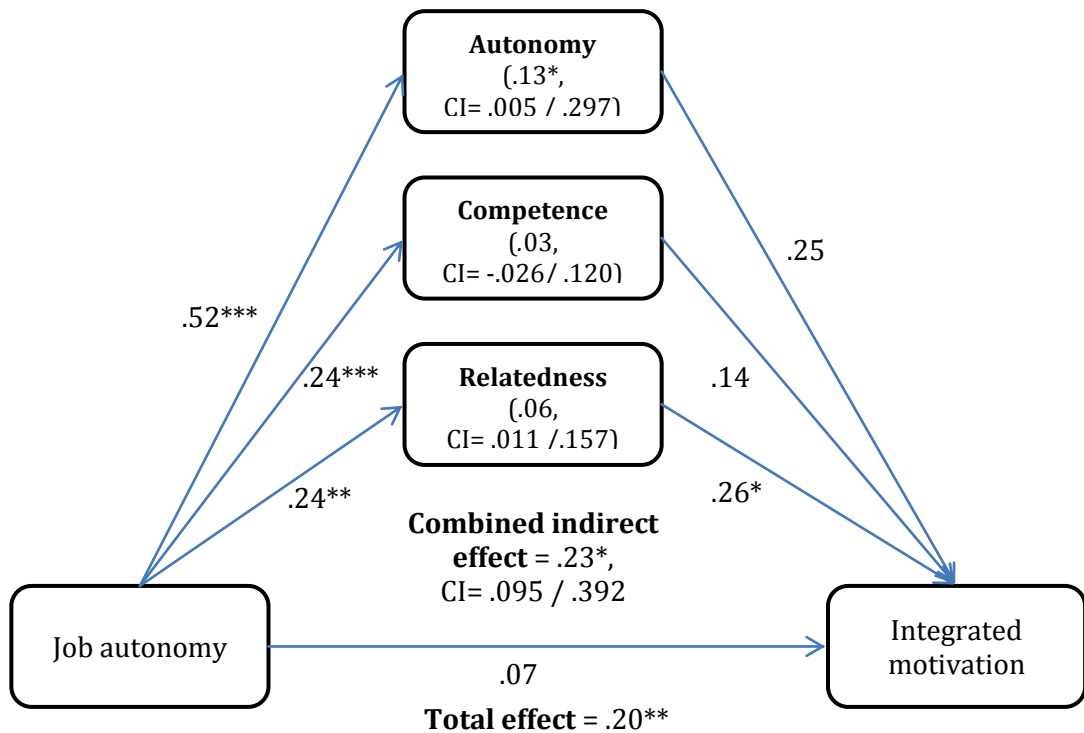 Autonomy
(.13*,
CI= .005 / .297)
Competence
(.03,
CI= -.026/ .120)
.25
.52***
.24***
Relatedness
(.06,
CI= .011 /.157)
.14
.24**
.26*
Combined indirect
effect = .23*,
CI= .095 / .392
Job autonomy
Integrated
motivation
.07
Total effect = .20**